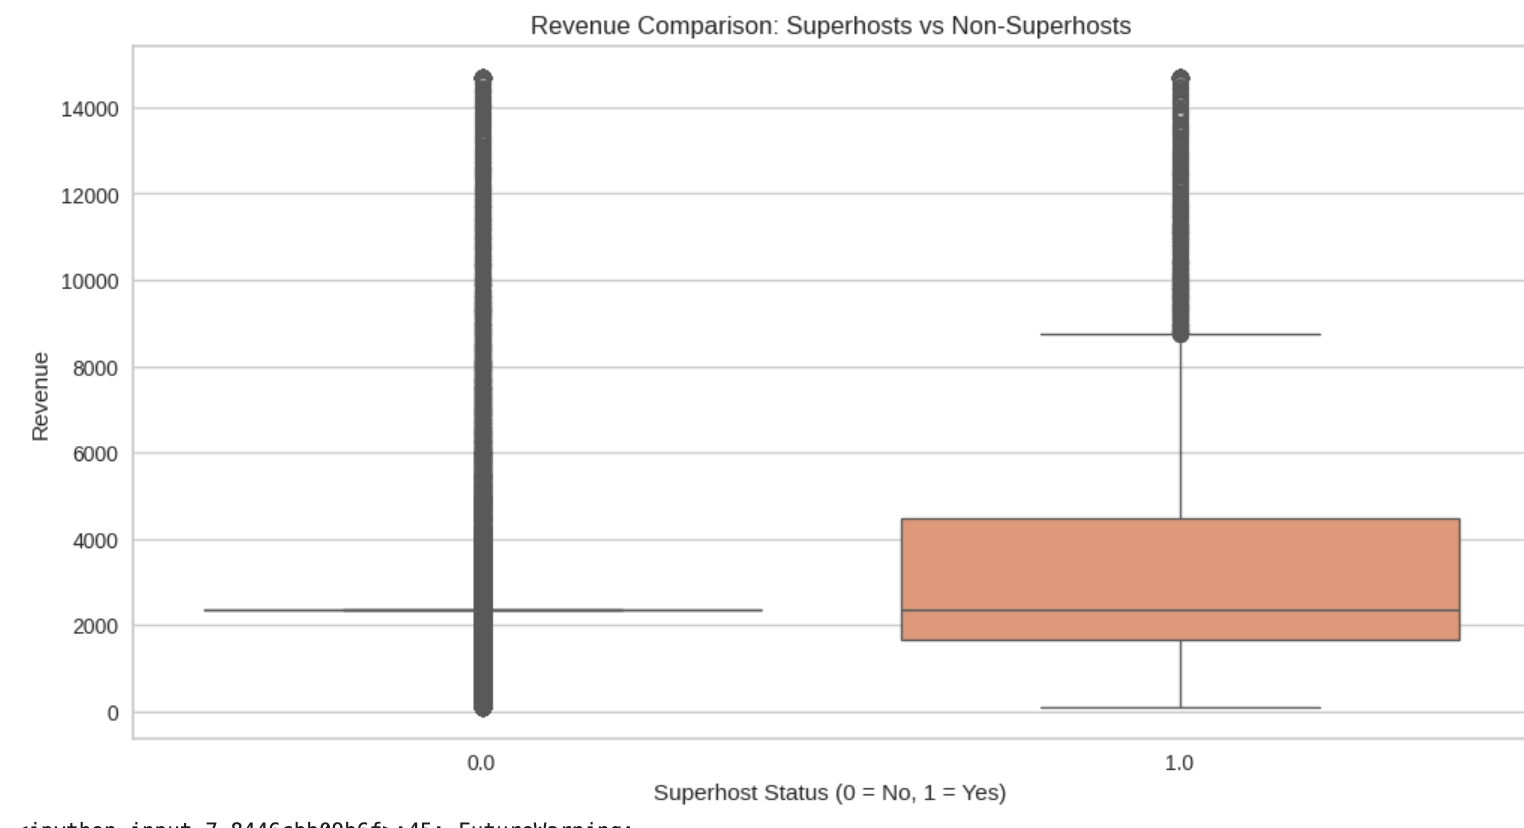 Revenue Comparison: Superhosts vs Non-Superhosts
14000
12000
10000
8000
6000
4000
2000
0
Revenue
0.0
1.0
Superhost Status (0 = No, 1 = Yes)
FutureWarning: